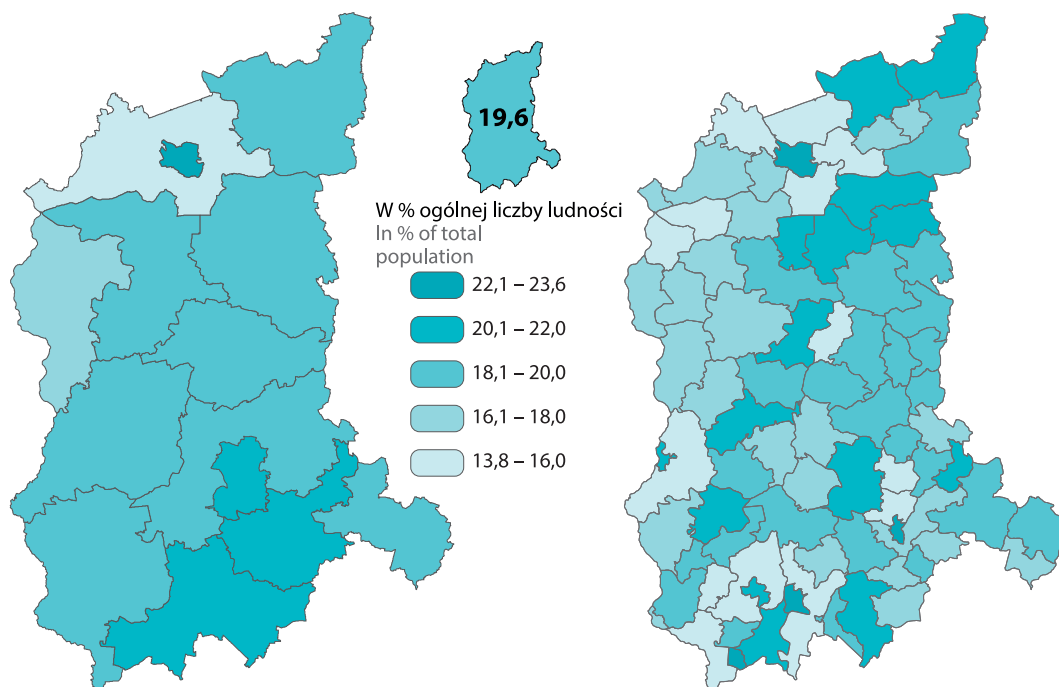 19,6
W % ogólnej liczby ludności
In % of total
population
22,1 – 23,6
20,1 – 22,0
18,1 – 20,0
16,1 – 18,0
13,8 – 16,0